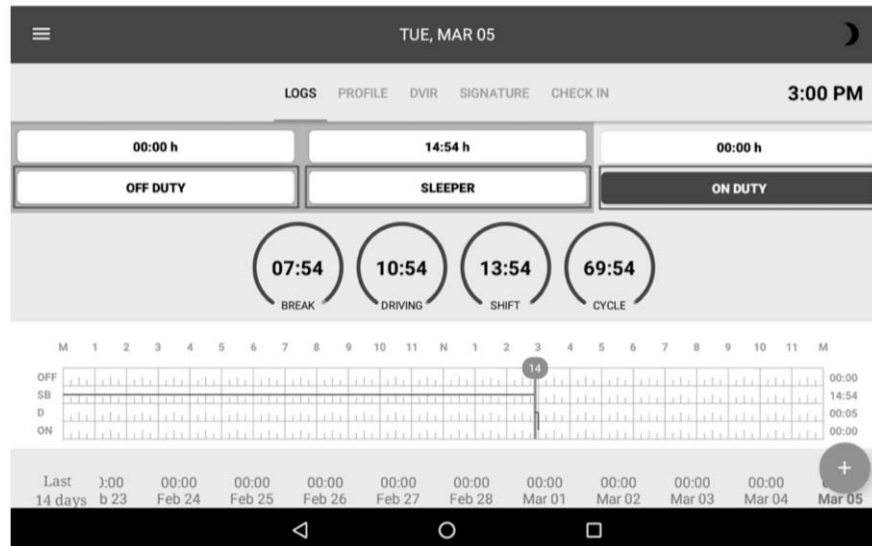 TUE, MAR 05
LOGS PROFILE DVIR SIGNATURE CHECK IN 3:00 PM
00:00 h 14:54 h 00:00 h
OFF DUTY SLEEPER ON DUTY
07:54 10:54 13:54 69:54
BREAK DRIVING SHIFT CYCLE
M 1 2 3 4 5 6 7 8 9 10 11 N 1 2 3 4 5 6 7 8 9 10 11 M
14
OFF 00:00
SB 14:54
D 00:05
ON 00:00
+
Last ):00 00:00 00:00 00:00 00:00 00:00 00:00 00:00 00:00 00:00
14 days b 23 Feb 24 Feb 25 Feb 26 Feb 27 Feb 28 Mar 01 Mar 02 Mar 03 Mar 04 Mar 05